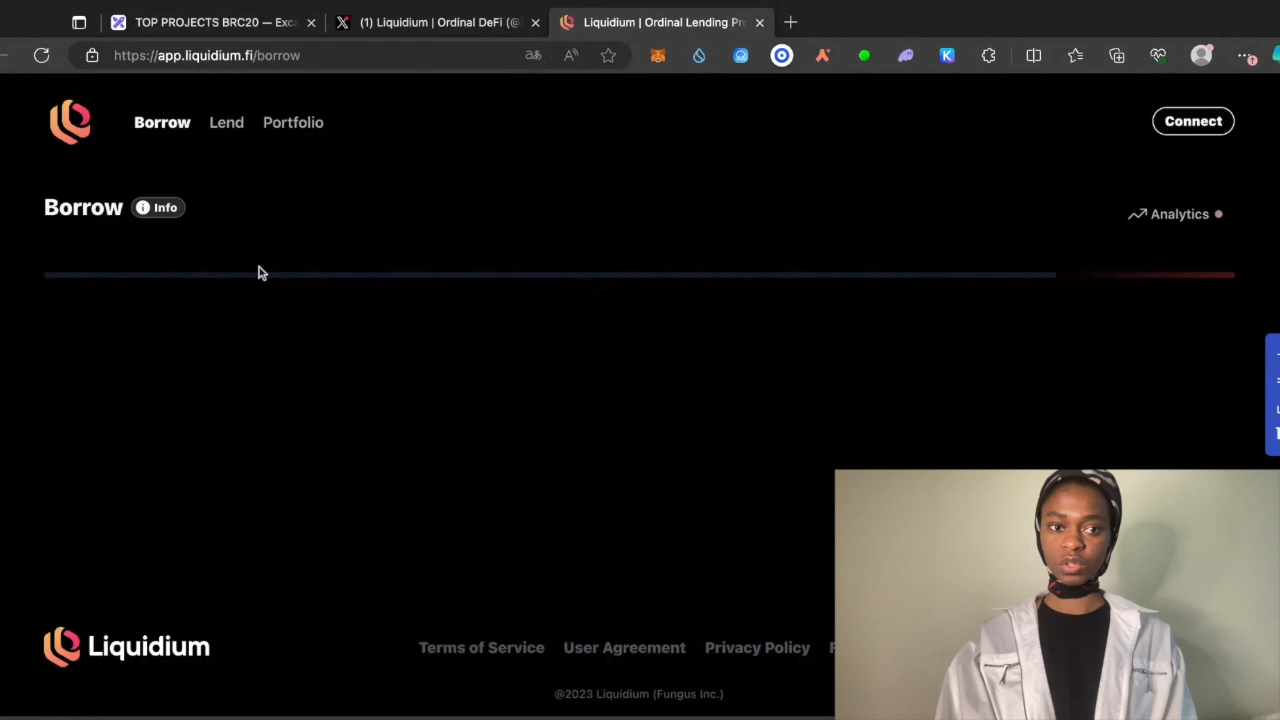 TOP PROJECTS BRC20 — Exca
(1) Liquidium | Ordinal DeFi (@
Liquidium | Ordinal Lending Pr
https://app.liquidium.fi/borrow
Borrow
Lend
Portfolio
Connect
Borrow
Info
Analytics
Liquidium
Terms of Service
User Agreement
Privacy Policy
©2023 Liquidium (Fungus Inc.)